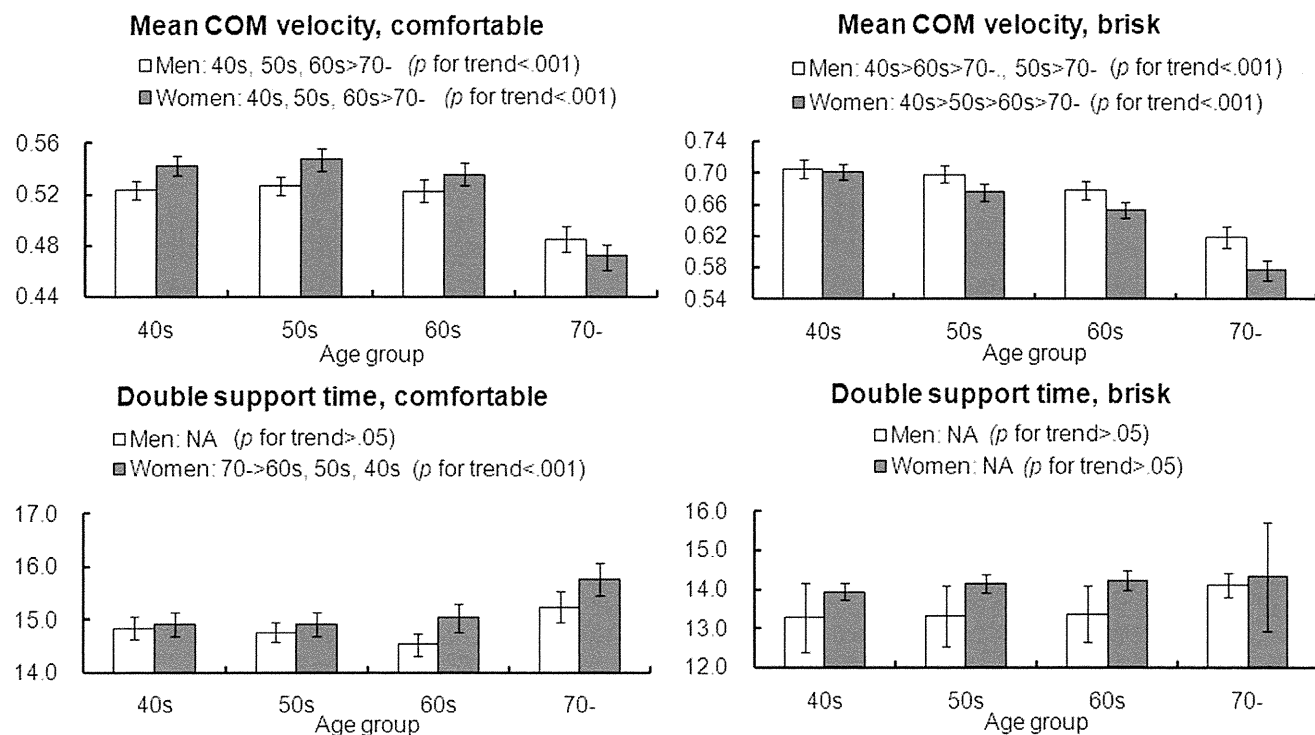 Mean COM velocity, comfortable
Men: 40s, 50s, 60s>70- (p for trend<.001)
Women: 40s, 50s, 60s>70- (p for trend<.001)
0.56
0.52
0.48
0.44
40s 50s 60s 70-
Age group
Mean COM velocity, brisk
Men: 40s>60s>70-., 50s>70- (p for trend<.001)
Women: 40s>50s>60s>70- (p for trend<.001)
0.74
0.70
0.66
0.62
0.58
0.54
40s 50s 60s 70-
Age group
Double support time, comfortable
Men: NA (p for trend>.05)
Women: 70->60s, 50s, 40s (p for trend<.001)
17.0
16.0
15.0
14.0
40s 50s 60s 70-
Age group
Double support time, brisk
Men: NA (p for trend>.05)
Women: NA (p for trend>.05)
16.0
15.0
14.0
13.0
12.0
40s 50s 60s 70-
Age group